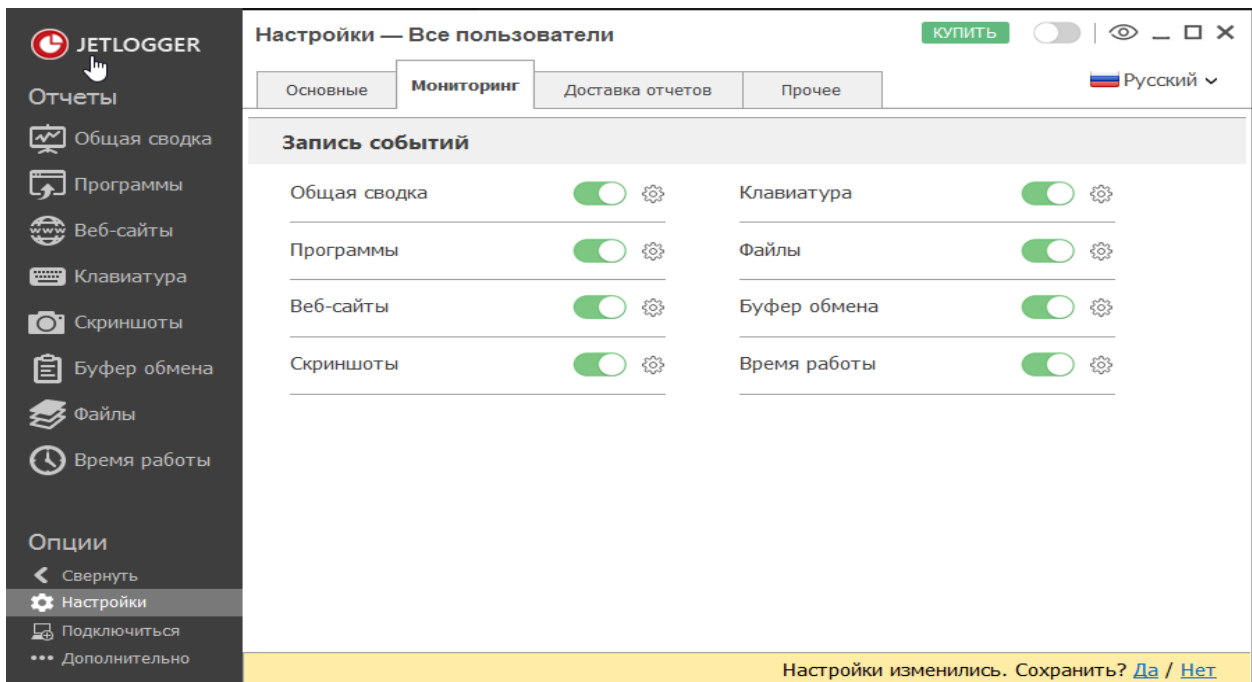 JETLOGGER
Отчеты
Общая сводка
Программы
Веб-сайты
Клавиатура
Скриншоты
Буфер обмена
Файлы
Время работы
Опции
Свернуть
Настройки
Подключиться
Дополнительно
Настройки — Все пользователи
КУПИТЬ
Основные Мониторинг Доставка отчетов Прочее
Русский
Запись событий
Общая сводка Клавиатура
Программы Файлы
Веб-сайты Буфер обмена
Скриншоты Время работы
Настройки изменились. Сохранить? Да / Нет